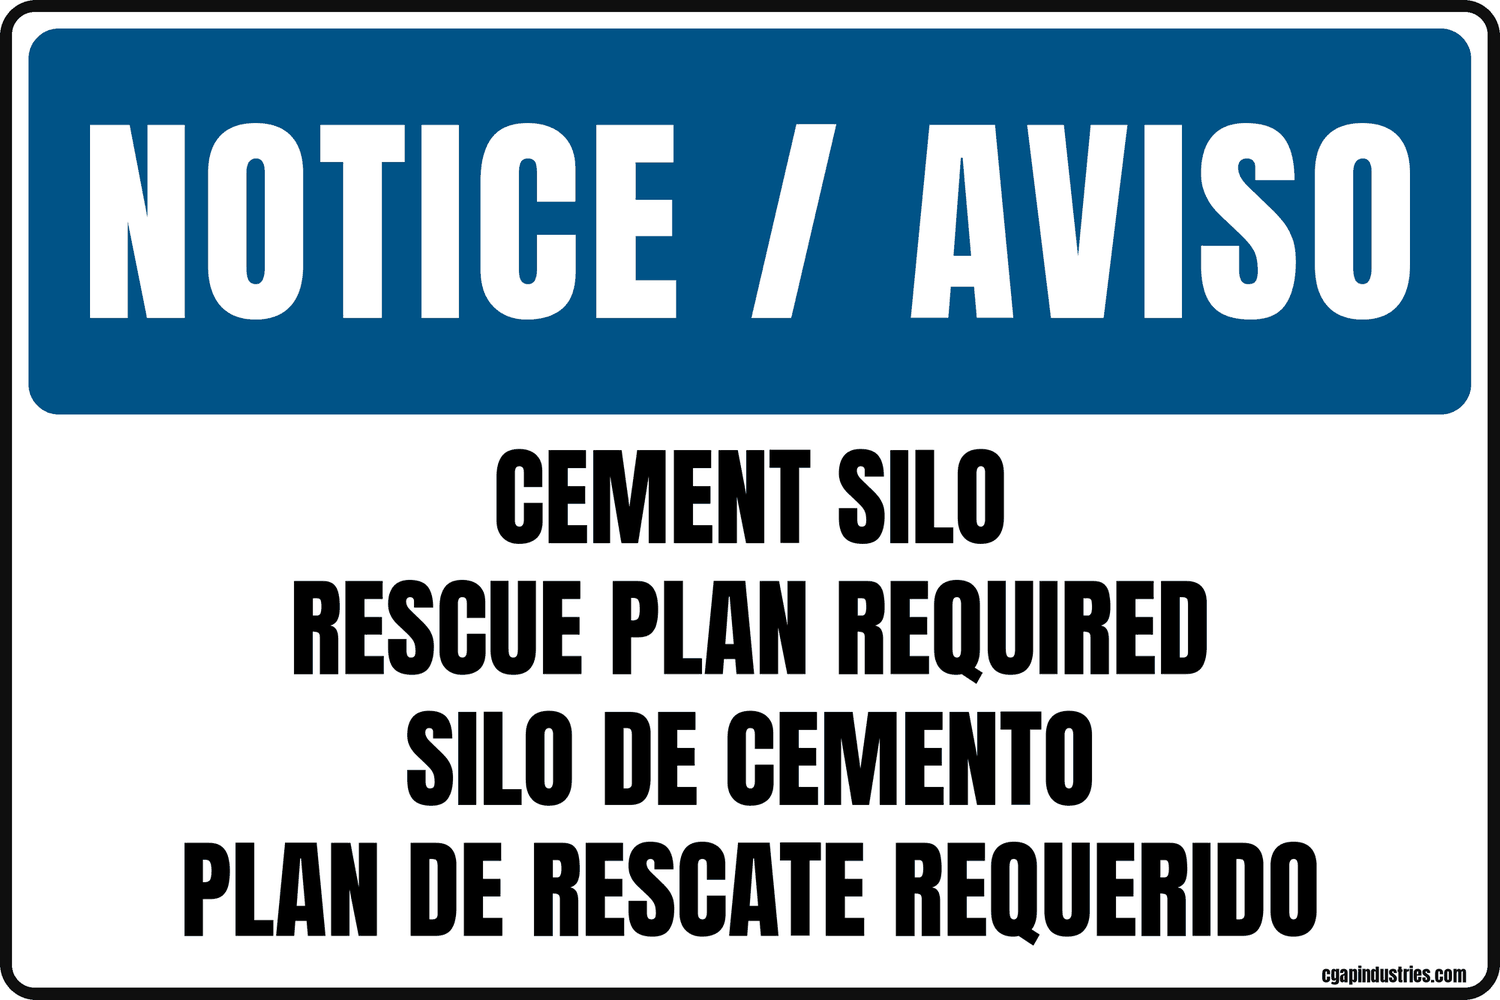 NOTICE / AVISO
CEMENT SILO
RESCUE PLAN REQUIRED
SILO DE CEMENTO
PLAN DE RESCATE REQUERIDO
cgapindustries.com